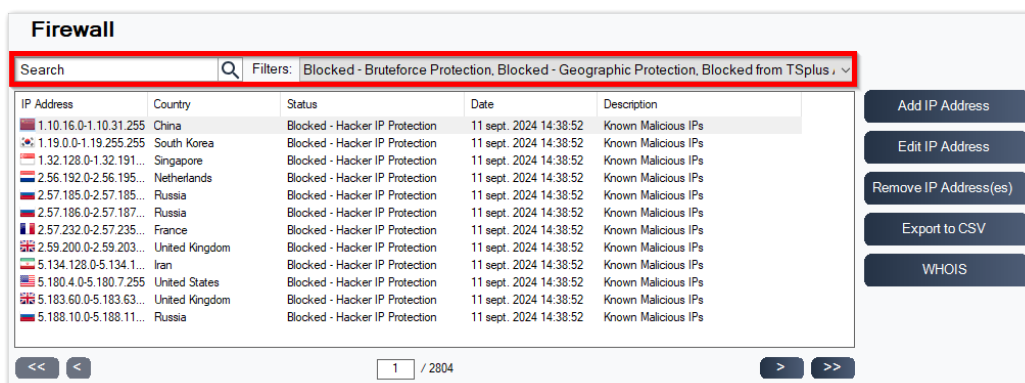 Firewall
Search Filters: Blocked - Bruteforce Protection, Blocked - Geographic Protection, Blocked from TSplus
IP Address Country Status Date Description
1.10.16.0-1.10.31.255 China Blocked - Hacker IP Protection 11 sept. 2024 14:38:52 Known Malicious IPs
1.19.0.0-1.19.255.255 South Korea Blocked - Hacker IP Protection 11 sept. 2024 14:38:52 Known Malicious IPs
1.32.128.0-1.32.191... Singapore Blocked - Hacker IP Protection 11 sept. 2024 14:38:52 Known Malicious IPs
2.56.192.0-2.56.195... Netherlands Blocked - Hacker IP Protection 11 sept. 2024 14:38:52 Known Malicious IPs
2.57.185.0-2.57.185... Russia Blocked - Hacker IP Protection 11 sept. 2024 14:38:52 Known Malicious IPs
2.57.186.0-2.57.187... Russia Blocked - Hacker IP Protection 11 sept. 2024 14:38:52 Known Malicious IPs
2.57.232.0-2.57.235... France Blocked - Hacker IP Protection 11 sept. 2024 14:38:52 Known Malicious IPs
2.59.200.0-2.59.203... United Kingdom Blocked - Hacker IP Protection 11 sept. 2024 14:38:52 Known Malicious IPs
5.134.128.0-5.134.1... Iran Blocked - Hacker IP Protection 11 sept. 2024 14:38:52 Known Malicious IPs
5.180.4.0-5.180.7.255 United States Blocked - Hacker IP Protection 11 sept. 2024 14:38:52 Known Malicious IPs
5.183.60.0-5.183.63... United Kingdom Blocked - Hacker IP Protection 11 sept. 2024 14:38:52 Known Malicious IPs
5.188.10.0-5.188.11... Russia Blocked - Hacker IP Protection 11 sept. 2024 14:38:52 Known Malicious IPs
<< < 1 / 2804 > >>
Add IP Address
Edit IP Address
Remove IP Address(es)
Export to CSV
WHOIS